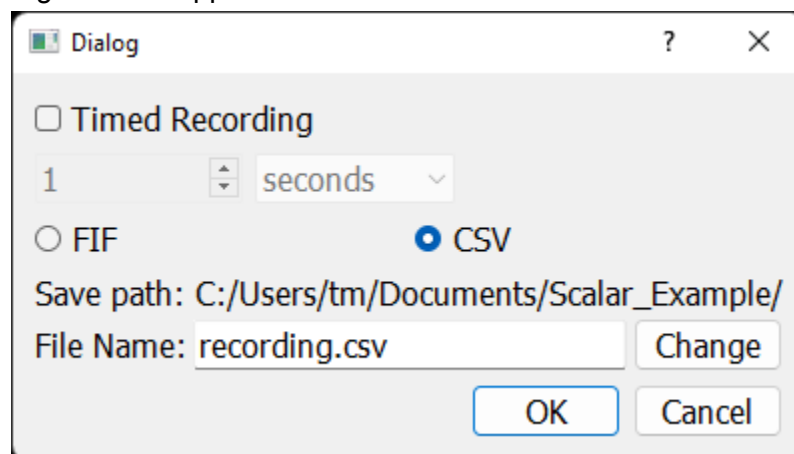 Dialog
?
Timed Recording
1 seconds
FIF CSV
Save path: C:/Users/tm/Documents/Scalar_Example/
File Name: recording.csv Change
OK Cancel